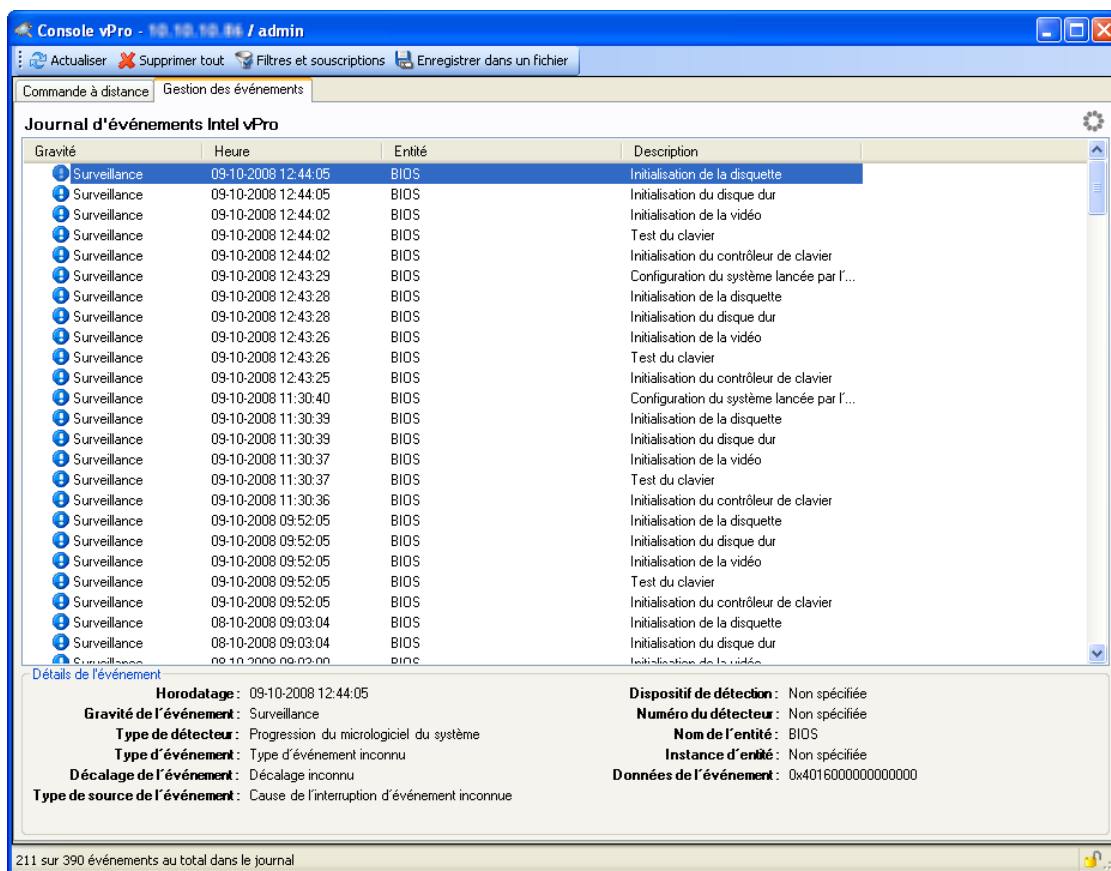 Console vPro - / admin
Actualiser Supprimer tout Filtres et souscriptions Enregistrer dans un fichier
Commande à distance Gestion des événements
Journal d'événements Intel vPro
Gravité Heure Entité Description
Surveillance 09-10-2008 12:44:05 BIOS Initialisation de la disquette
Surveillance 09-10-2008 12:44:05 BIOS Initialisation du disque dur
Surveillance 09-10-2008 12:44:02 BIOS Initialisation de la vidéo
Surveillance 09-10-2008 12:44:02 BIOS Test du clavier
Surveillance 09-10-2008 12:44:02 BIOS Initialisation du contrôleur de clavier
Surveillance 09-10-2008 12:43:29 BIOS Configuration du système lancée par l'...
Surveillance 09-10-2008 12:43:28 BIOS Initialisation de la disquette
Surveillance 09-10-2008 12:43:28 BIOS Initialisation du disque dur
Surveillance 09-10-2008 12:43:26 BIOS Initialisation de la vidéo
Surveillance 09-10-2008 12:43:26 BIOS Test du clavier
Surveillance 09-10-2008 12:43:25 BIOS Initialisation du contrôleur de clavier
Surveillance 09-10-2008 11:30:40 BIOS Configuration du système lancée par l'...
Surveillance 09-10-2008 11:30:39 BIOS Initialisation de la disquette
Surveillance 09-10-2008 11:30:39 BIOS Initialisation du disque dur
Surveillance 09-10-2008 11:30:37 BIOS Initialisation de la vidéo
Surveillance 09-10-2008 11:30:37 BIOS Test du clavier
Surveillance 09-10-2008 11:30:36 BIOS Initialisation du contrôleur de clavier
Surveillance 09-10-2008 09:52:05 BIOS Initialisation de la disquette
Surveillance 09-10-2008 09:52:05 BIOS Initialisation du disque dur
Surveillance 09-10-2008 09:52:05 BIOS Initialisation de la vidéo
Surveillance 09-10-2008 09:52:05 BIOS Test du clavier
Surveillance 09-10-2008 09:52:05 BIOS Initialisation du contrôleur de clavier
Surveillance 08-10-2008 09:03:04 BIOS Initialisation de la disquette
Surveillance 08-10-2008 09:03:04 BIOS Initialisation du disque dur
Surveillance 08-10-2008 09:03:00 BIOS Initialisation de la vidéo
Détails de l'événement
Horodatage : 09-10-2008 12:44:05 Dispositif de détection : Non spécifiée
Gravité de l'événement : Surveillance Numéro du détecteur : Non spécifiée
Type de détecteur : Progression du micrologiciel du système Nom de l'entité : BIOS
Type d'événement : Type d'événement inconnu Instance d'entité : Non spécifiée
Décalage de l'événement : Décalage inconnu Données de l'événement : 0x4016000000000000
Type de source de l'événement : Cause de l'interruption d'événement inconnue
211 sur 390 événements au total dans le journal